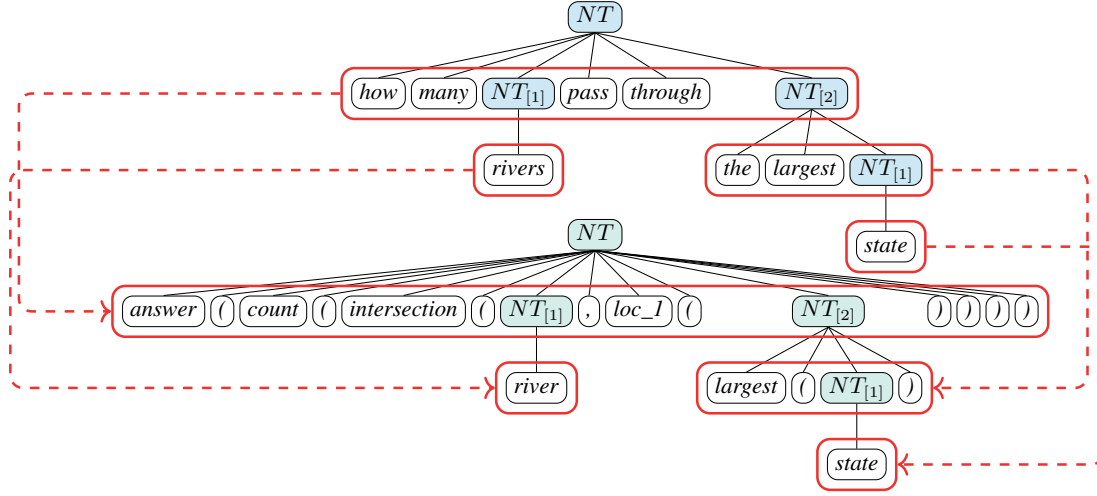 NT
how many NT[1] pass through NT[2]
rivers the largest NT[1]
state
NT
answer ( count ( intersection ( NT[1] , loc_1 ( NT[2] ) ) ) )
river largest ( NT[1] )
state